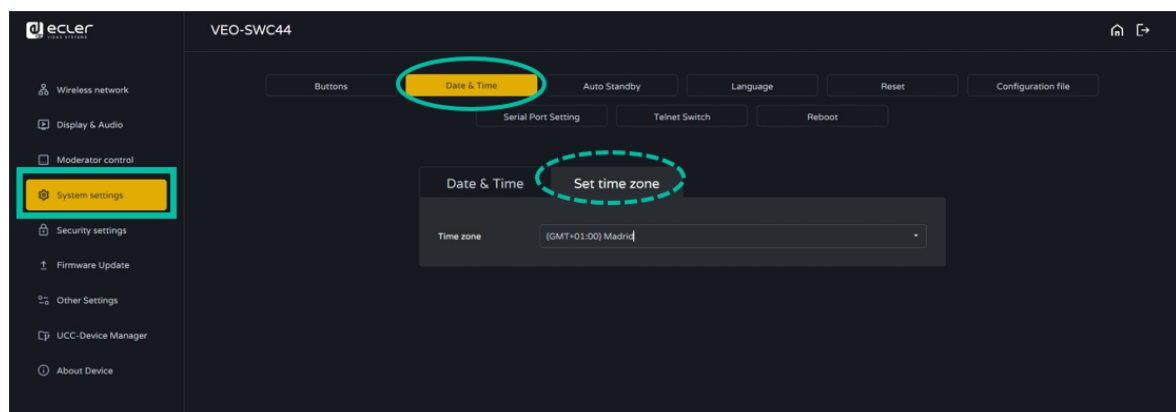 ecler
VIDEO SYSTEMS
VEO-SWC44
Wireless network
Display & Audio
Moderator control
System settings
Security settings
Firmware Update
Other Settings
UCC-Device Manager
About Device
Buttons
Date & Time
Auto Standby
Language
Reset
Configuration file
Serial Port Setting
Telnet Switch
Reboot
Date & Time
Set time zone
Time zone
(GMT+01:00) Madrid